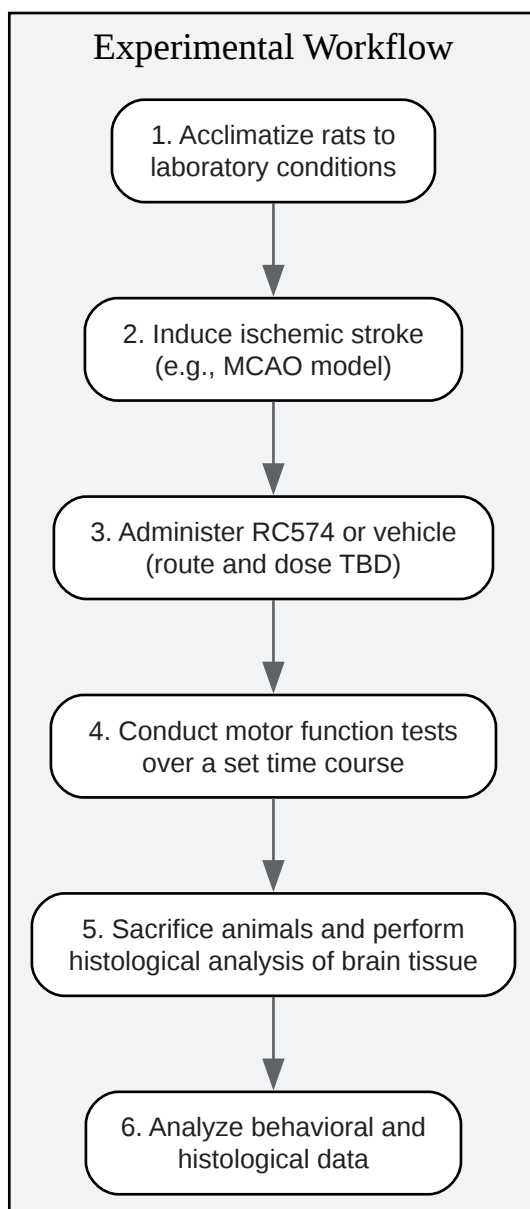 Experimental Workflow
1. Acclimatize rats to
laboratory conditions
2. Induce ischemic stroke
(e.g., MCAO model)
3. Administer RC574 or vehicle
(route and dose TBD)
4. Conduct motor function tests
over a set time course
5. Sacrifice animals and perform
histological analysis of brain tissue
6. Analyze behavioral and
histological data